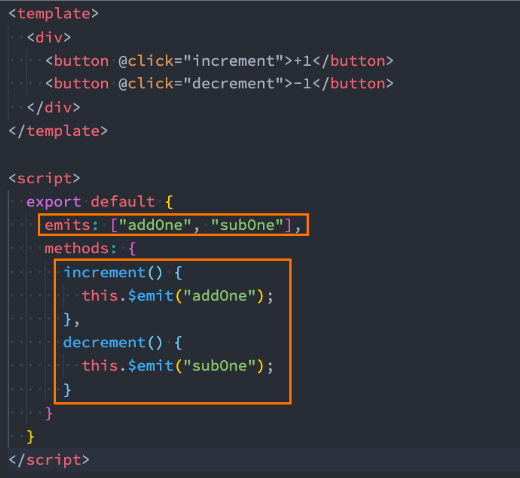 <template>
  <div>
    <button @click="increment">+1</button>
    <button @click="decrement">-1</button>
  </div>
</template>

<script>
  export default {
    emits: ["addOne", "subOne"],
    methods: {
      increment() {
        this.$emit("addOne");
      },
      decrement() {
        this.$emit("subOne");
      }
    }
  }
</script>